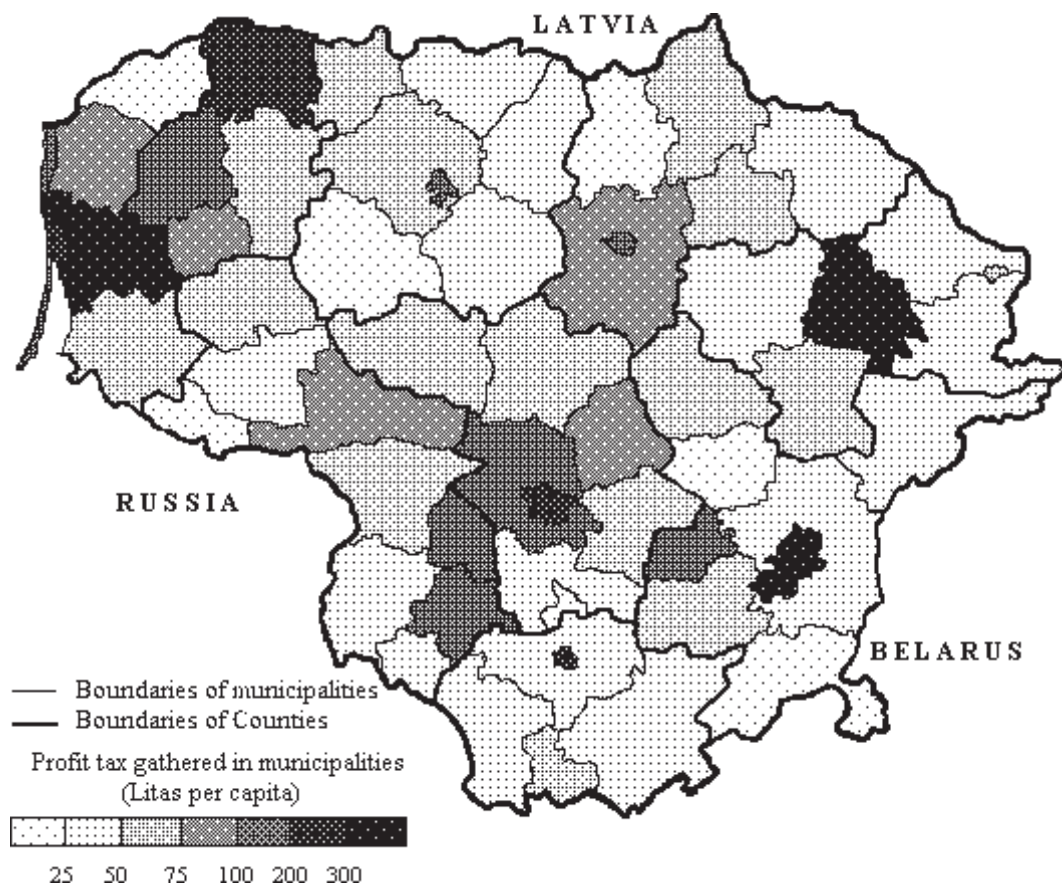 LATVIA
RUSSIA
BELARUS
Boundaries of municipalities
Boundaries of Counties
Profit tax gathered in municipalities
(Litas per capita)
25 50 75 100 200 300